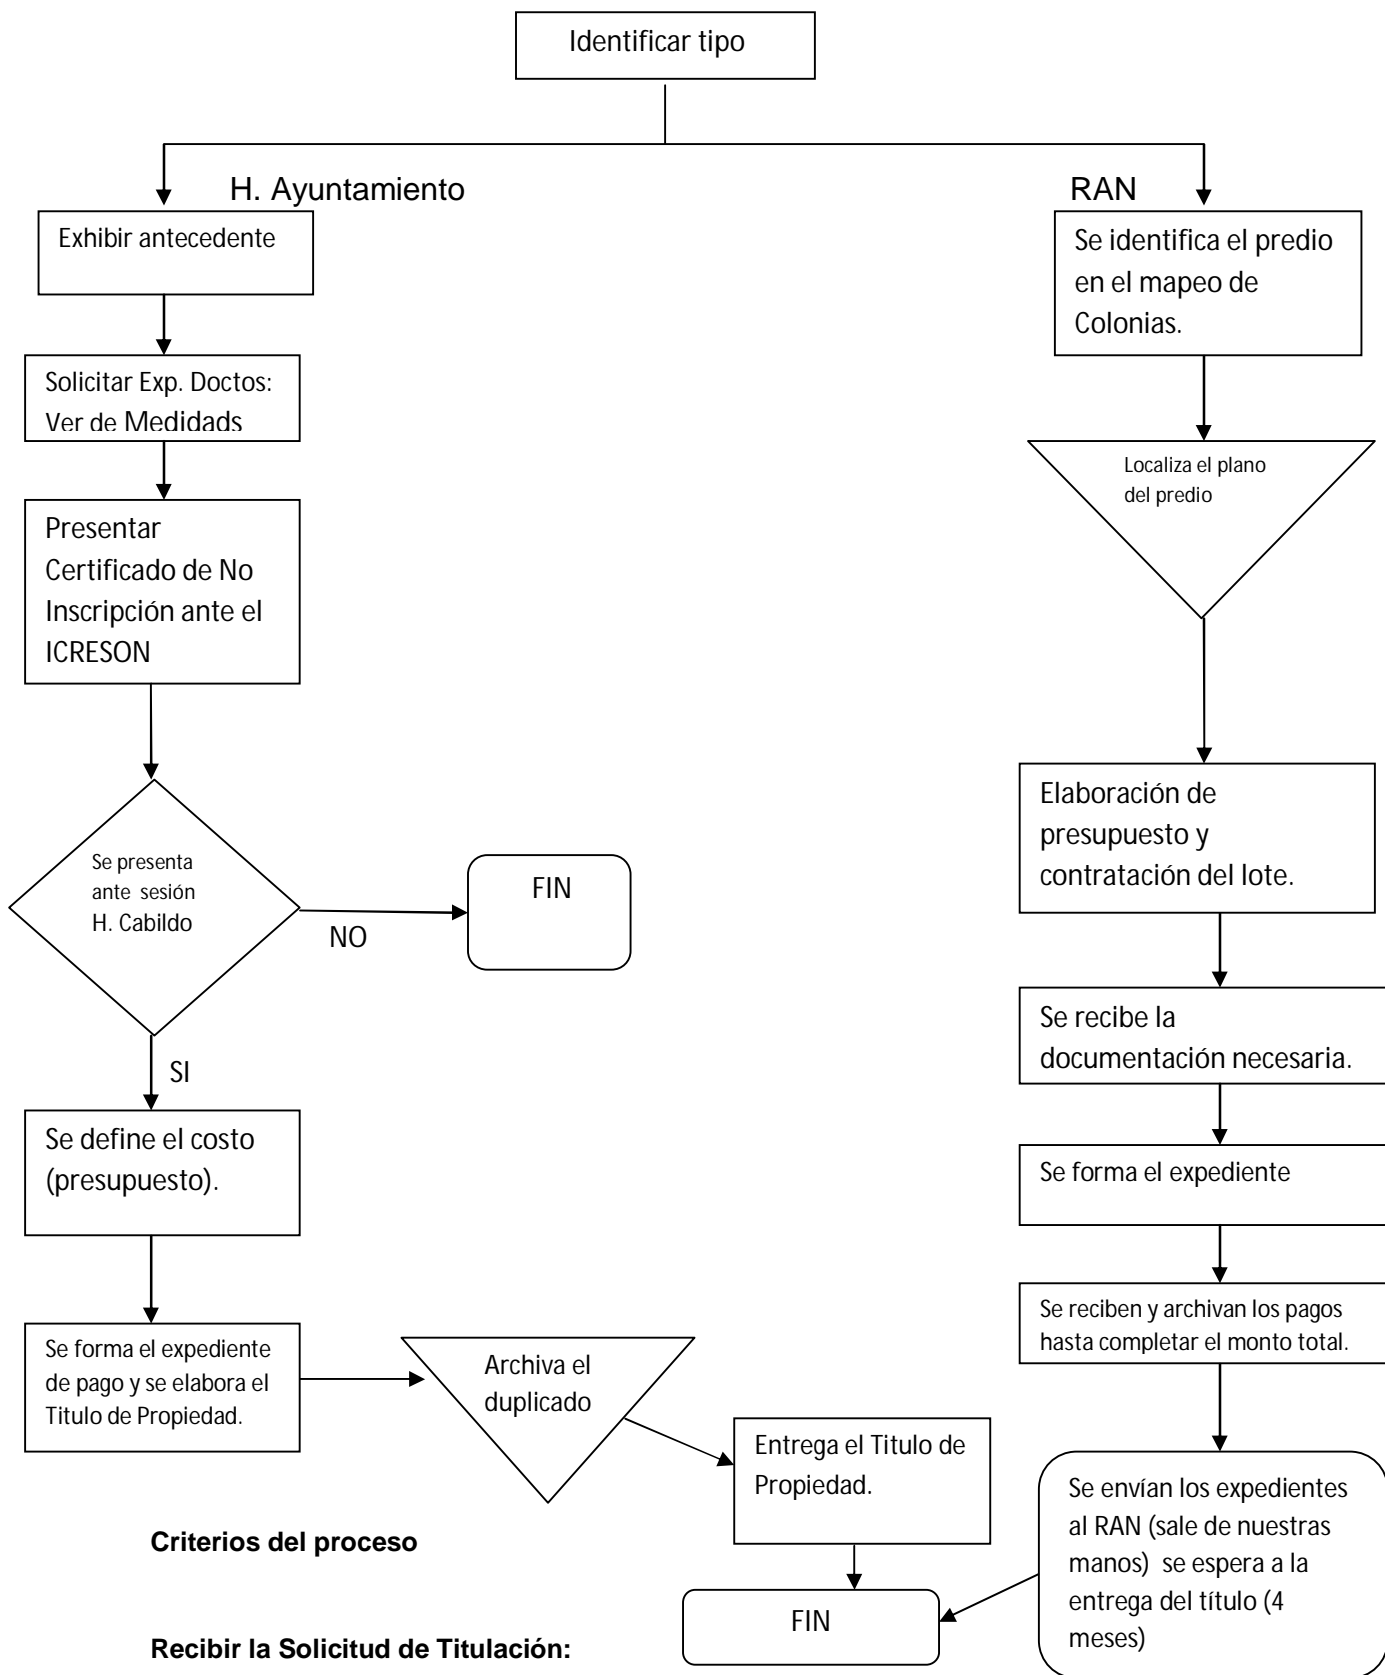 Identificar tipo
H. Ayuntamiento
RAN
Exhibir antecedente
Solicitar Exp. Doctos:
Ver de Medidads
Presentar
Certificado de No
Inscripción ante el
ICRESON
Se presenta
ante sesión
H. Cabildo
NO
FIN
SI
Se define el costo
(presupuesto).
Se forma el expediente
de pago y se elabora el
Titulo de Propiedad.
Archiva el
duplicado
Entrega el Titulo de
Propiedad.
FIN
Se identifica el predio
en el mapeo de
Colonias.
Localiza el plano
del predio
Elaboración de
presupuesto y
contratación del lote.
Se recibe la
documentación necesaria.
Se forma el expediente
Se reciben y archivan los pagos
hasta completar el monto total.
Se envían los expedientes
al RAN (sale de nuestras
manos) se espera a la
entrega del título (4
meses)
Criterios del proceso
Recibir la Solicitud de Titulación: